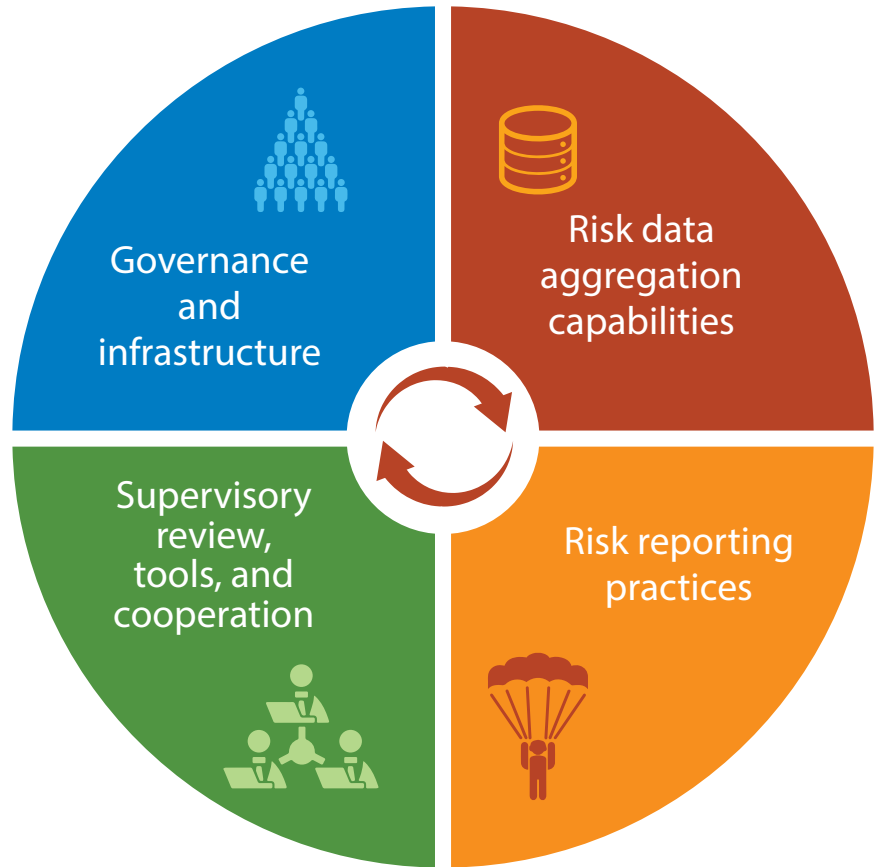 Governance
and
infrastructure
Risk data
aggregation
capabilities
Supervisory
review,
tools, and
cooperation
Risk reporting
practices